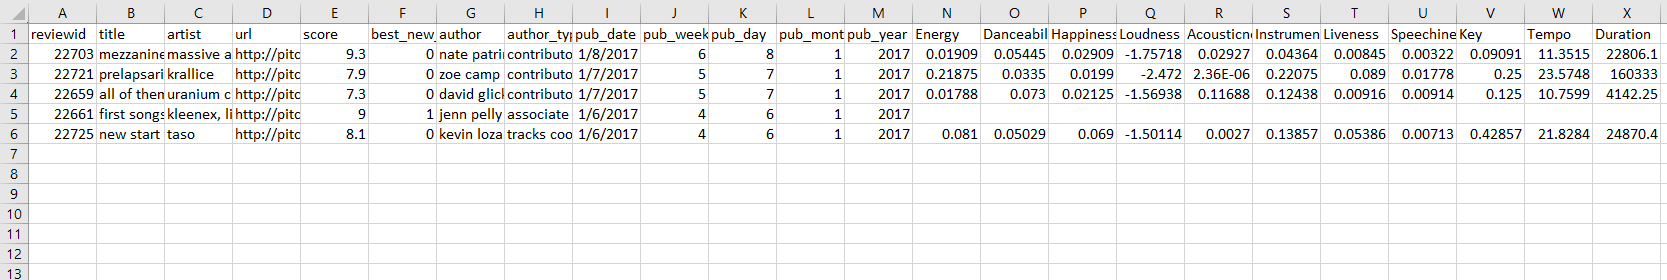 A B C D E F G H I J K L M N O P Q R S T U V W X
1 reviewid title artist url score best_new_ author author_typ pub_date pub_week pub_day pub_mont pub_year Energy Danceabil Happiness Loudness Acousticne Instrumen Liveness Speechine Key Tempo Duration
2 22703 mezzanine massive a http://pitc 9.3 0 nate patri contributo 1/8/2017 6 8 1 2017 0.01909 0.05445 0.02909 -1.75718 0.02927 0.04364 0.00845 0.00322 0.09091 11.3515 22806.1
3 22721 prelapsari krallice http://pitc 7.9 0 zoe camp contributo 1/7/2017 5 7 1 2017 0.21875 0.0335 0.0199 -2.472 2.36E-06 0.22075 0.089 0.01778 0.25 23.5748 160333
4 22659 all of them uranium c http://pitc 7.3 0 david glicl contributo 1/7/2017 5 7 1 2017 0.01788 0.073 0.02125 -1.56938 0.11688 0.12438 0.00916 0.00914 0.125 10.7599 4142.25
5 22661 first songs kleenex, li http://pitc 9 1 jenn pelly associate 1/6/2017 4 6 1 2017
6 22725 new start taso http://pitc 8.1 0 kevin loza tracks coo 1/6/2017 4 6 1 2017 0.081 0.05029 0.069 -1.50114 0.0027 0.13857 0.05386 0.00713 0.42857 21.8284 24870.4
7
8
9
10
11
12
13